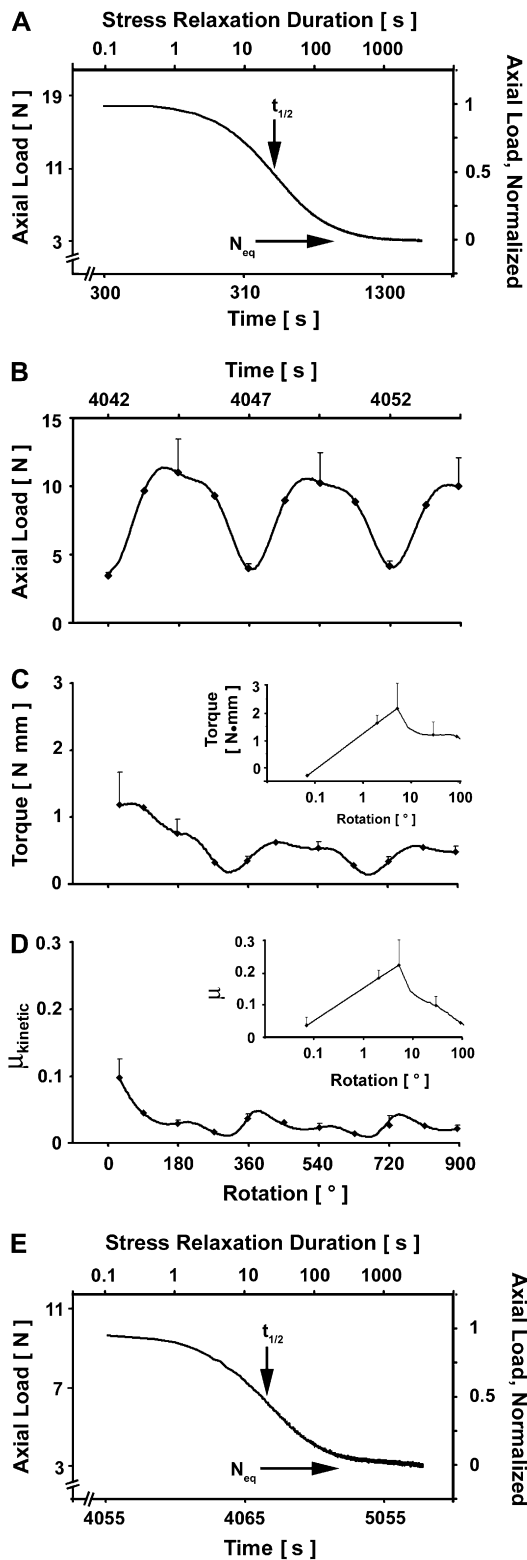 A
Stress Relaxation Duration [ s ]
0.1 1 10 100 1000
Axial Load [ N ]
19
11
3
t1/2
Neq
1
0.5
0
Axial Load, Normalized
300 310 1300
Time [ s ]
B
Time [ s ]
4042 4047 4052
Axial Load [ N ]
15
10
5
0
C
Torque [ N mm ]
3
2
1
0
Torque
[ N•mm ]
3
2
1
0
0.1 1 10 100
Rotation [ ° ]
D
μkinetic
0.3
0.2
0.1
0
μ
0.3
0.2
0.1
0
0.1 1 10 100
Rotation [ ° ]
0 180 360 540 720 900
Rotation [ ° ]
E
Stress Relaxation Duration [ s ]
0.1 1 10 100 1000
Axial Load [ N ]
11
7
3
t1/2
Neq
1
0.5
0
Axial Load, Normalized
4055 4065 5055
Time [ s ]